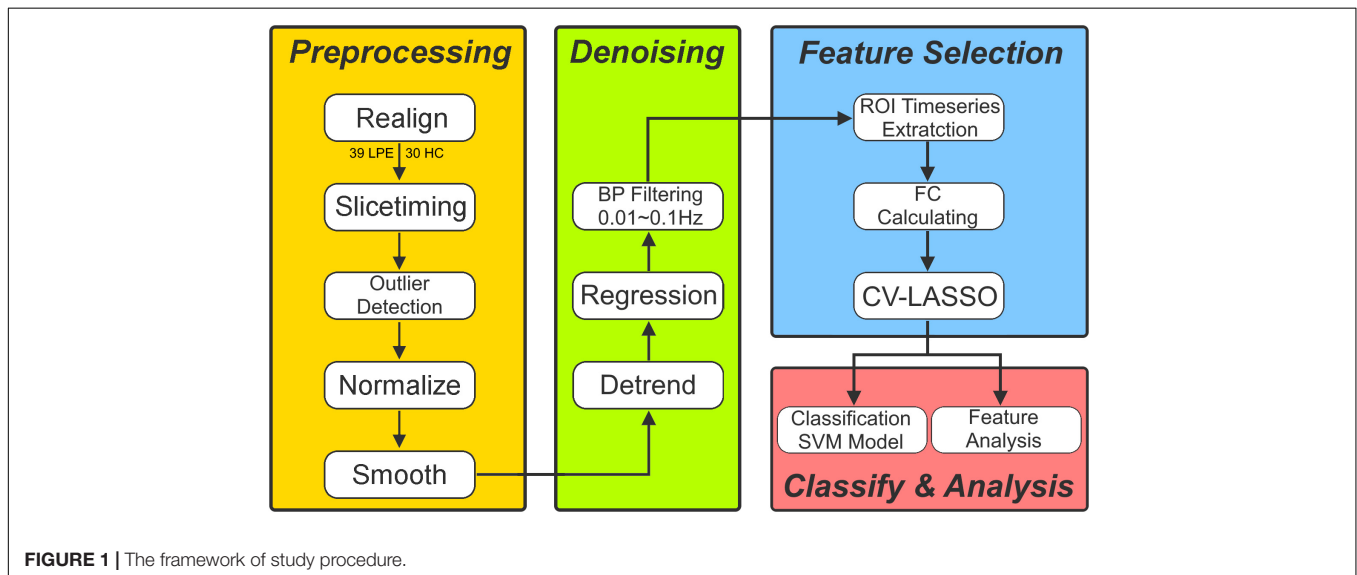 Preprocessing
Realign
39 LPE 30 HC
Slicetiming
Outlier
Detection
Normalize
Smooth
Denoising
BP Filtering
0.01~0.1Hz
Regression
Detrend
Feature Selection
ROI Timeseries
Extratction
FC
Calculating
CV-LASSO
Classification
SVM Model
Feature
Analysis
Classify & Analysis
FIGURE 1 | The framework of study procedure.